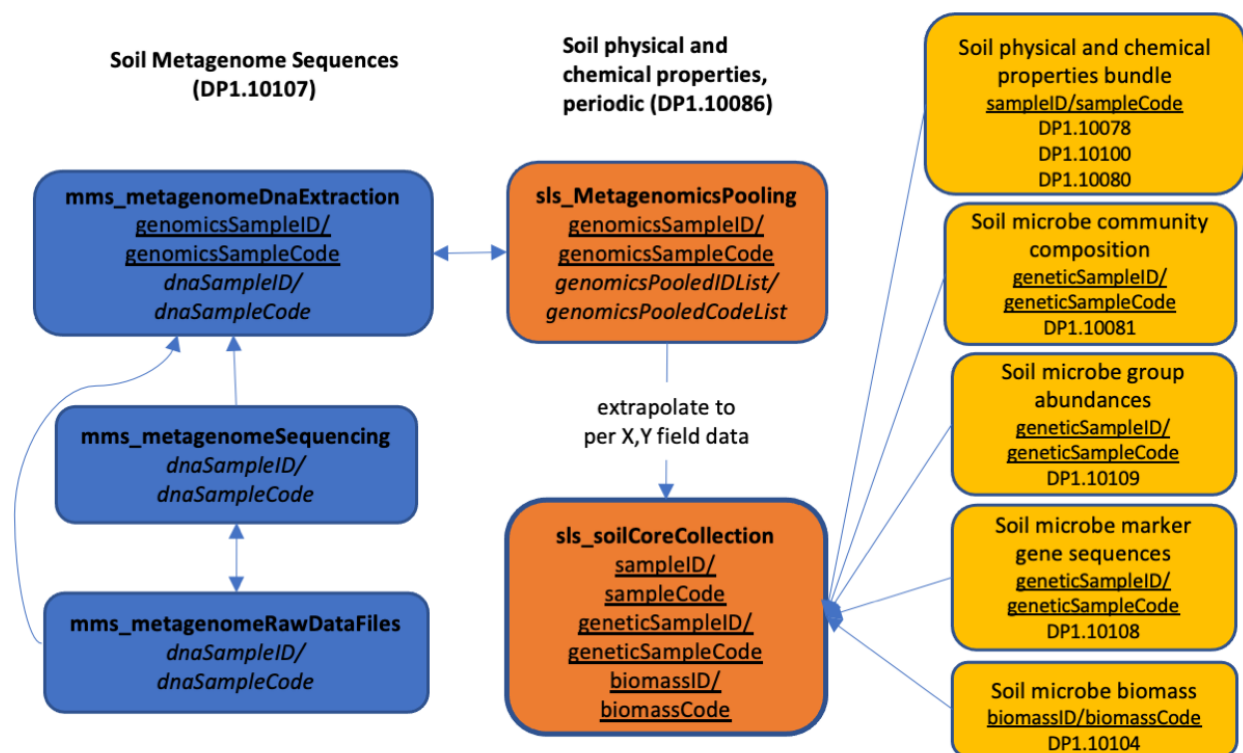 Soil Metagenome Sequences
(DP1.10107)
Soil physical and
chemical properties,
periodic (DP1.10086)
mms_metagenomeDnaExtraction
genomicsSampleID/
genomicsSampleCode
dnaSampleID/
dnaSampleCode
mms_metagenomeSequencing
dnaSampleID/
dnaSampleCode
mms_metagenomeRawDataFiles
dnaSampleID/
dnaSampleCode
sls_MetagenomicsPooling
genomicsSampleID/
genomicsSampleCode
genomicsPooledIDList/
genomicsPooledCodeList
extrapolate to
per X,Y field data
sls_soilCoreCollection
sampleID/
sampleCode
geneticSampleID/
geneticSampleCode
biomassID/
biomassCode
Soil physical and chemical
properties bundle
sampleID/sampleCode
DP1.10078
DP1.10100
DP1.10080
Soil microbe community
composition
geneticSampleID/
geneticSampleCode
DP1.10081
Soil microbe group
abundances
geneticSampleID/
geneticSampleCode
DP1.10109
Soil microbe marker
gene sequences
geneticSampleID/
geneticSampleCode
DP1.10108
Soil microbe biomass
biomassID/biomassCode
DP1.10104